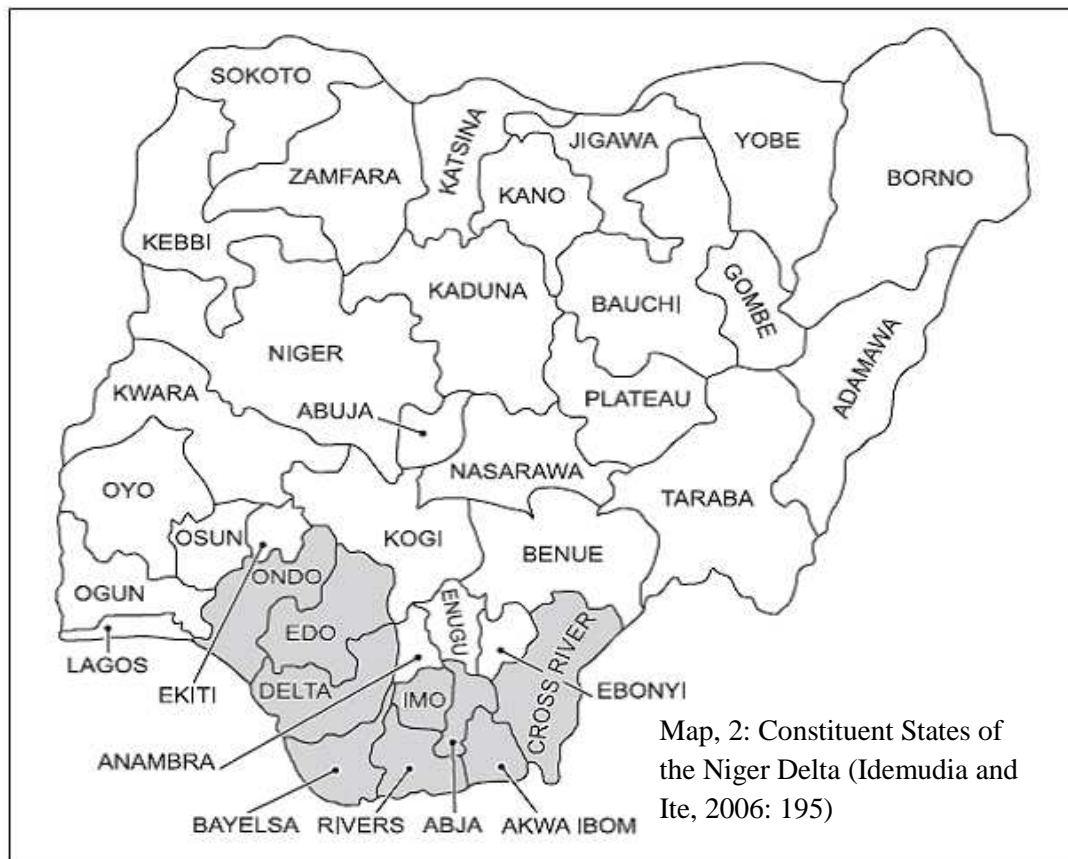 SOKOTO
KATSINA
JIGAWA
YOBE
BORNO
ZAMFARA
KANO
KEBBI
KADUNA
BAUCHI
GOMBE
NIGER
ADAMAWA
KWARA
ABUJA
PLATEAU
NASARAWA
OYO
TARABA
OSUN
KOGI
BENUE
ONDO
OGUN
ENUGU
EDO
CROSS RIVER
LAGOS
EKITI
DELTA
IMO
EBONYI
ANAMBRA
BAYELSA
RIVERS
ABJA
AKWA IBOM
Map, 2: Constituent States of
the Niger Delta (Idemudia and
Ite, 2006: 195)